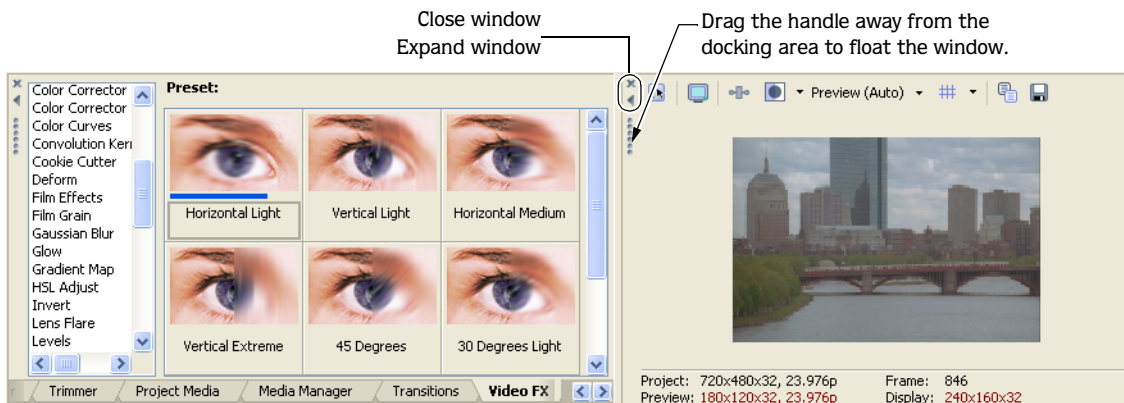 Close window
Expand window
Drag the handle away from the
docking area to float the window.
Color Corrector
Color Corrector
Color Curves
Convolution Ker
Cookie Cutter
Deform
Film Effects
Film Grain
Gaussian Blur
Glow
Gradient Map
HSL Adjust
Invert
Lens Flare
Levels
Preset:
Horizontal Light
Vertical Light
Horizontal Medium
Vertical Extreme
45 Degrees
30 Degrees Light
r
Trimmer
Project Media
Media Manager
Transitions
Video FX
Preview (Auto)
Project: 720x480x32, 23.976p
Frame: 846
Preview: 180x120x32, 23.976p
Display: 240x160x32